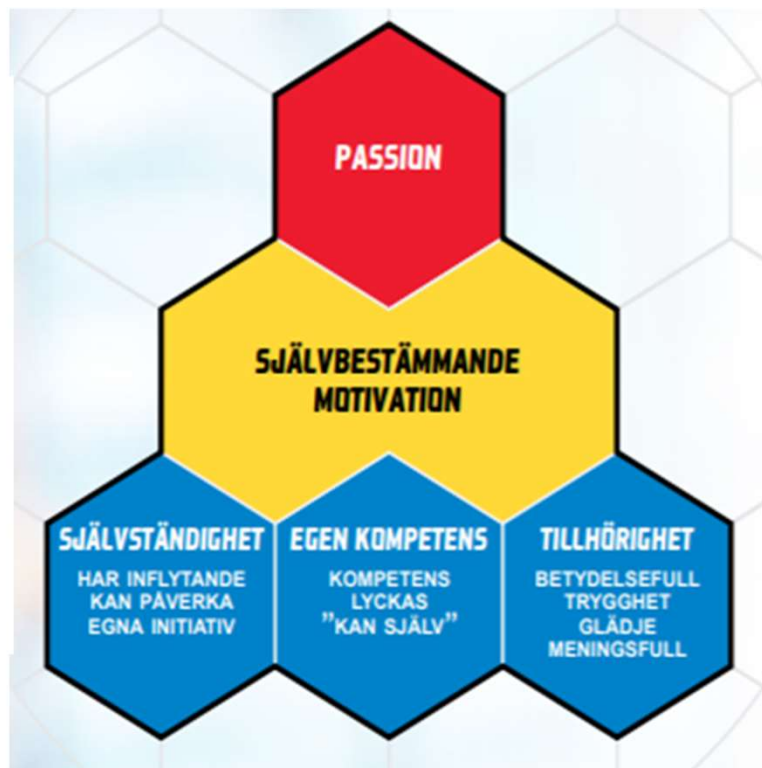 PASSION
SJÄLVBESTÄMMANDE
MOTIVATION
SJÄLVSTÄNDIGHET
HAR INFLYTANDE
KAN PÅVERKA
EGNA INITIATIV
EGEN KOMPETENS
KOMPETENS
LYCKAS
”KAN SJÄLV”
TILLHÖRIGHET
BETYDELSEFULL
TRYGGHET
GLÄDJE
MENINGSFULL